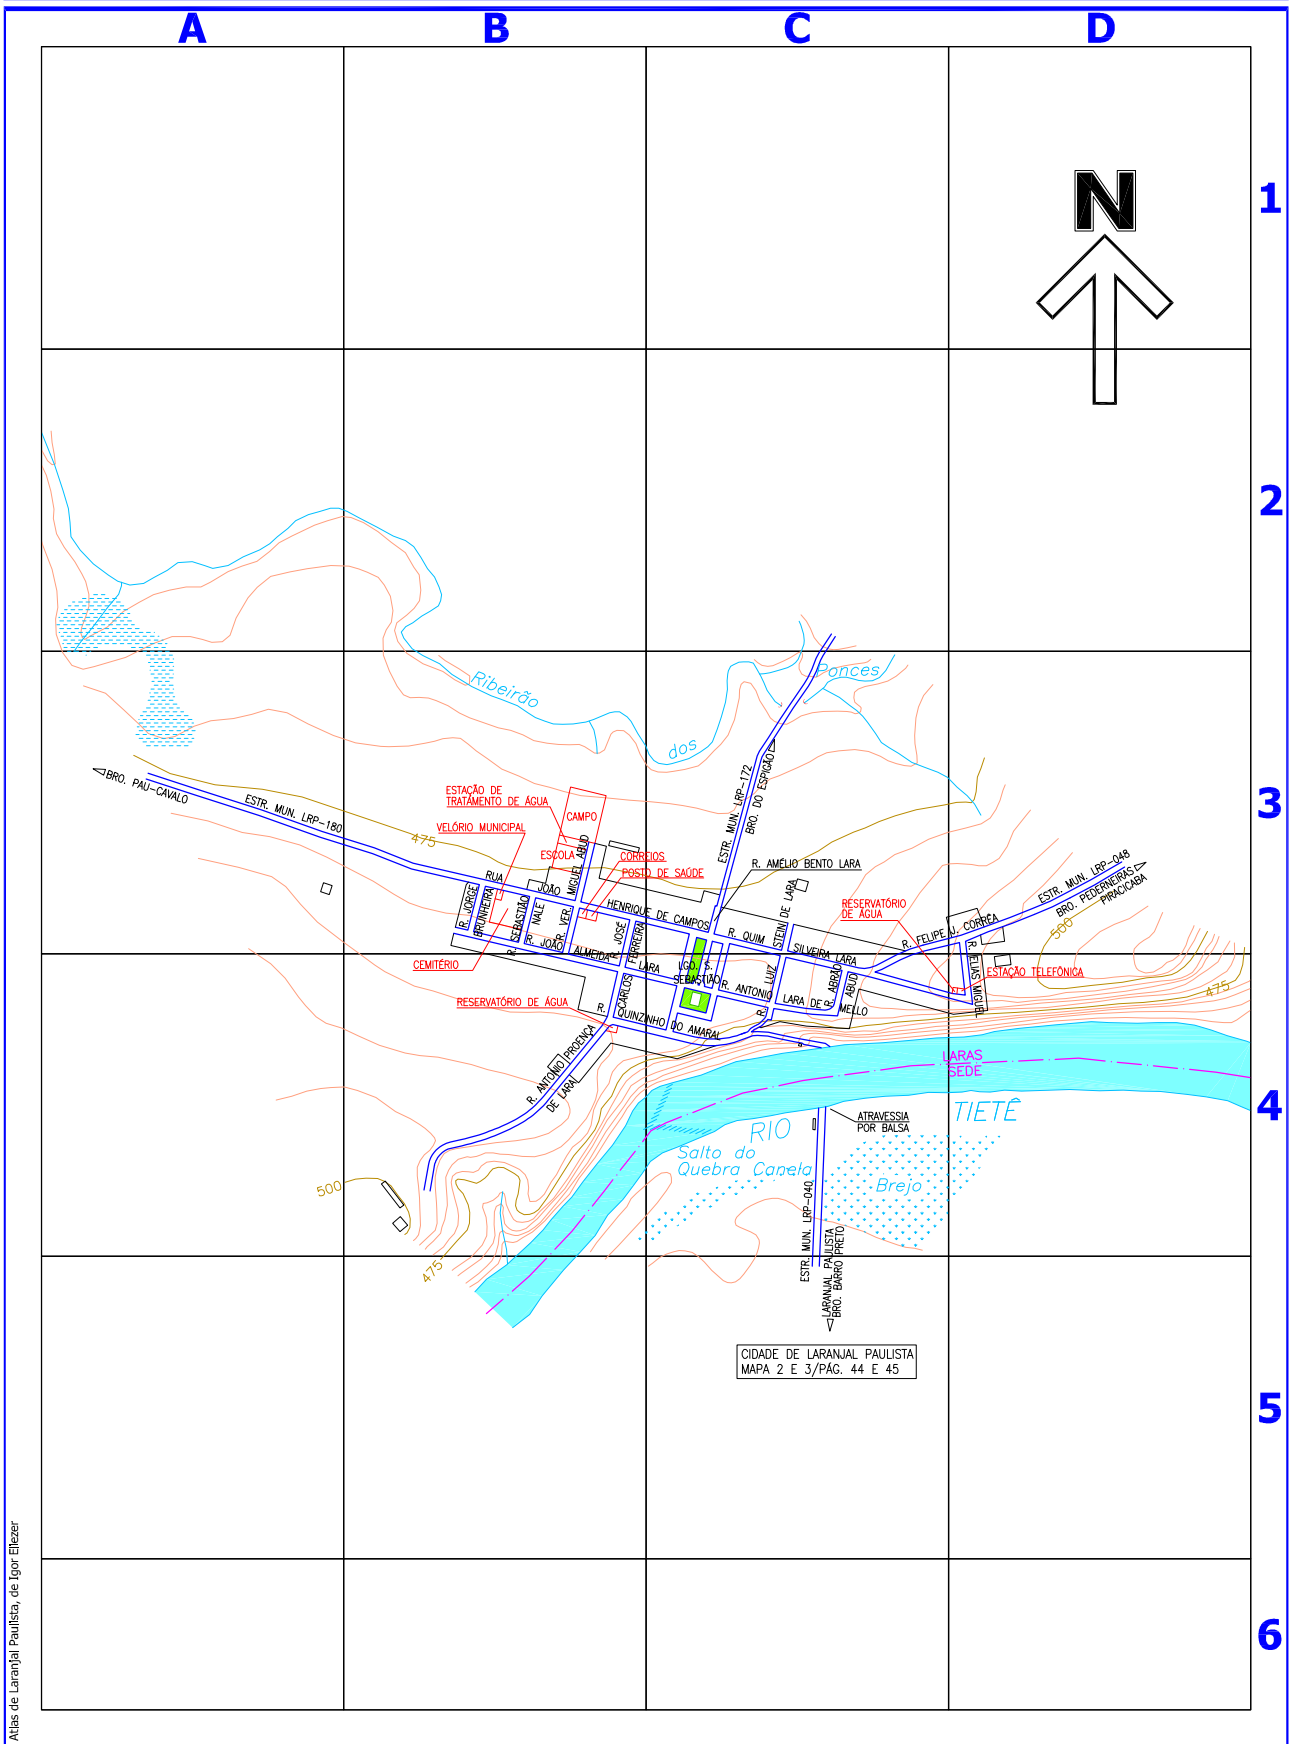 A
B
C
D
1
N
2
Ribeirão
dos
Ponces
3
BRO. PAU-CAVALO
ESTR. MUN. LRP-180
475
ESTAÇÃO DE
TRATAMENTO DE ÁGUA
VELÓRIO MUNICIPAL
CAMPO
ESCOLA
CORREIOS
POSTO DE SAÚDE
MIGUEL ABUD
R. VER.
ESTR. MUN. LRP-172
BRO. DO ESPIGÃO
R. AMÉLIO BENTO LARA
RUA
JOÃO
HENRIQUE DE CAMPOS
R. JORGE
BRUNHEIRA
R. SEBASTIÃO
NALE
R. JOSÉ
FERREIRA
R. JOÃO
ALMEIDA
LARA
CEMITÉRIO
R. QUIM
SILVEIRA LARA
STEIN DE LARA
LUIZ
R.
RESERVATÓRIO
DE ÁGUA
R. FELIPE J. CORRÊA
ESTR. MUN. LRP-048
BRO. PEDERNEIRAS
PIRACICABA
500
R. ELIAS MIGUEL
ESTAÇÃO TELEFÔNICA
475
LGO. S.
SEBASTIÃO
R. ANTONIO
LARA DE
MELLO
R. ABRÃO
ABUD
RESERVATÓRIO DE ÁGUA
CARLOS
R.
QUINZINHO
DO AMARAL
R. ANTONIO PROENÇA
DE LARA
LARAS
SEDE
4
RIO
TIETÊ
ATRAVESSIA
POR BALSA
Salto do
Quebra Canela
Brejo
500
475
ESTR. MUN. LRP-040
LARANJAL PAULISTA
BRO. BARRO PRETO
CIDADE DE LARANJAL PAULISTA
MAPA 2 E 3/PÁG. 44 E 45
5
6
Atlas de Laranjal Paulista, de Igor Eliezer